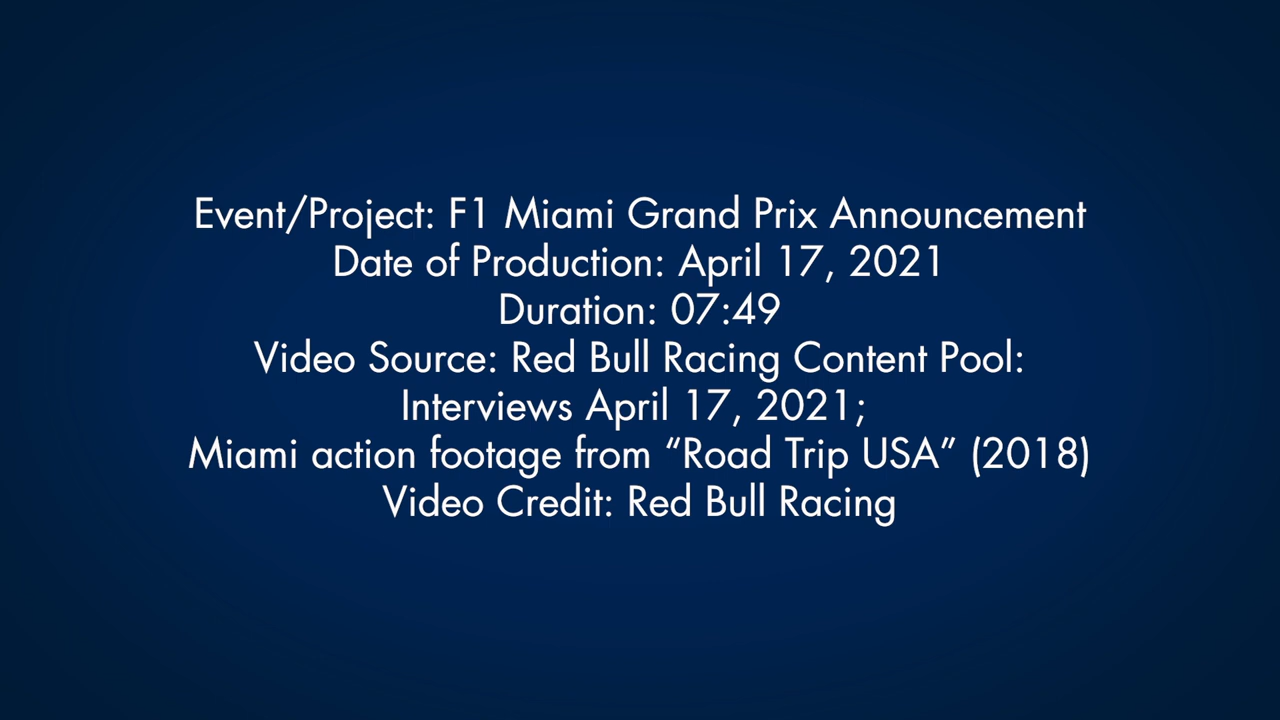 Event/Project: F1 Miami Grand Prix Announcement
Date of Production: April 17, 2021
Duration: 07:49
Video Source: Red Bull Racing Content Pool:
Interviews April 17, 2021;
Miami action footage from “Road Trip USA” (2018)
Video Credit: Red Bull Racing